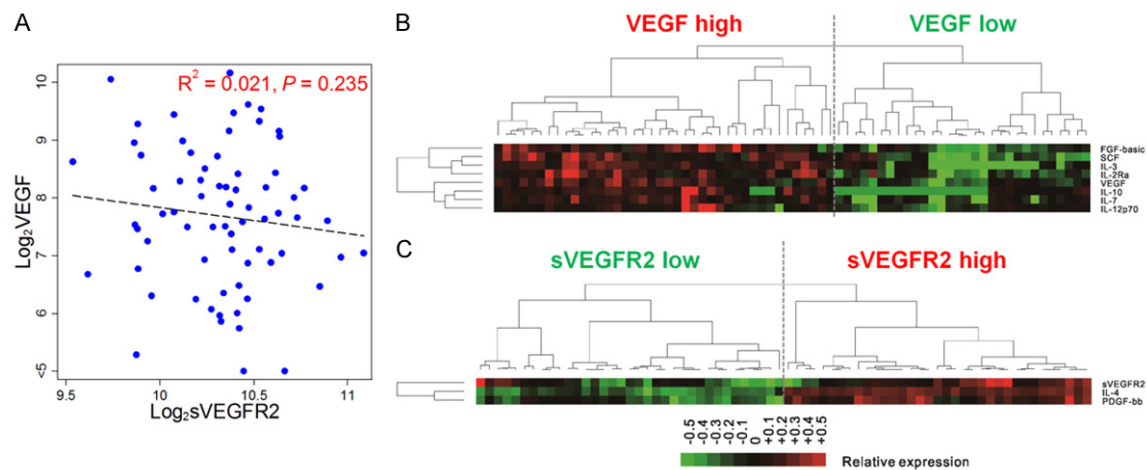 A
R² = 0.021, P = 0.235
Log₂VEGF
10
9
8
7
6
<5
9.5
10
10.5
11
Log₂sVEGFR2
B
VEGF high
VEGF low
FGF-basic
SCF
IL-3
IL-2Ra
VEGF
IL-10
IL-7
IL-12p70
C
sVEGFR2 low
sVEGFR2 high
sVEGFR2
IL-4
PDGF-bb
-0.5
-0.4
-0.3
-0.2
-0.1
0
+0.1
+0.2
+0.3
+0.4
+0.5
Relative expression